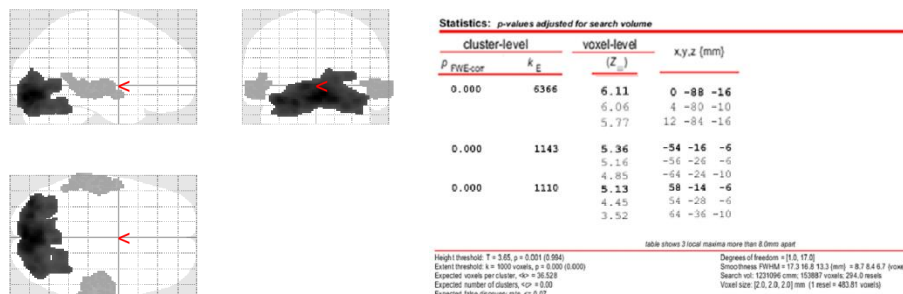 Statistics: p-values adjusted for search volume
cluster-level voxel-level x,y,z {mm}
p FWE-corr k E (Z≡)
0.000 6366 6.11 0 -88 -16
6.06 4 -80 -10
5.77 12 -84 -16
0.000 1143 5.36 -54 -16 -6
5.16 -56 -26 -6
4.85 -64 -24 -10
0.000 1110 5.13 58 -14 -6
4.45 54 -28 -6
3.52 64 -36 -10
table shows 3 local maxima more than 8.0mm apart
Height threshold: T = 3.65, p = 0.001 (0.994) Degrees of freedom = [1.0, 17.0]
Extent threshold: k = 1000 voxels, p = 0.000 (0.000) Smoothness FWHM = 17.3 16.8 13.3 {mm} = 8.7 8.4 6.7 {voxe
Expected voxels per cluster, <k> = 36.528 Search vol: 1231096 cmm; 153887 voxels; 294.0 resels
Expected number of clusters, <c> = 0.00 Voxel size: [2.0, 2.0, 2.0] mm (1 resel = 483.81 voxels)